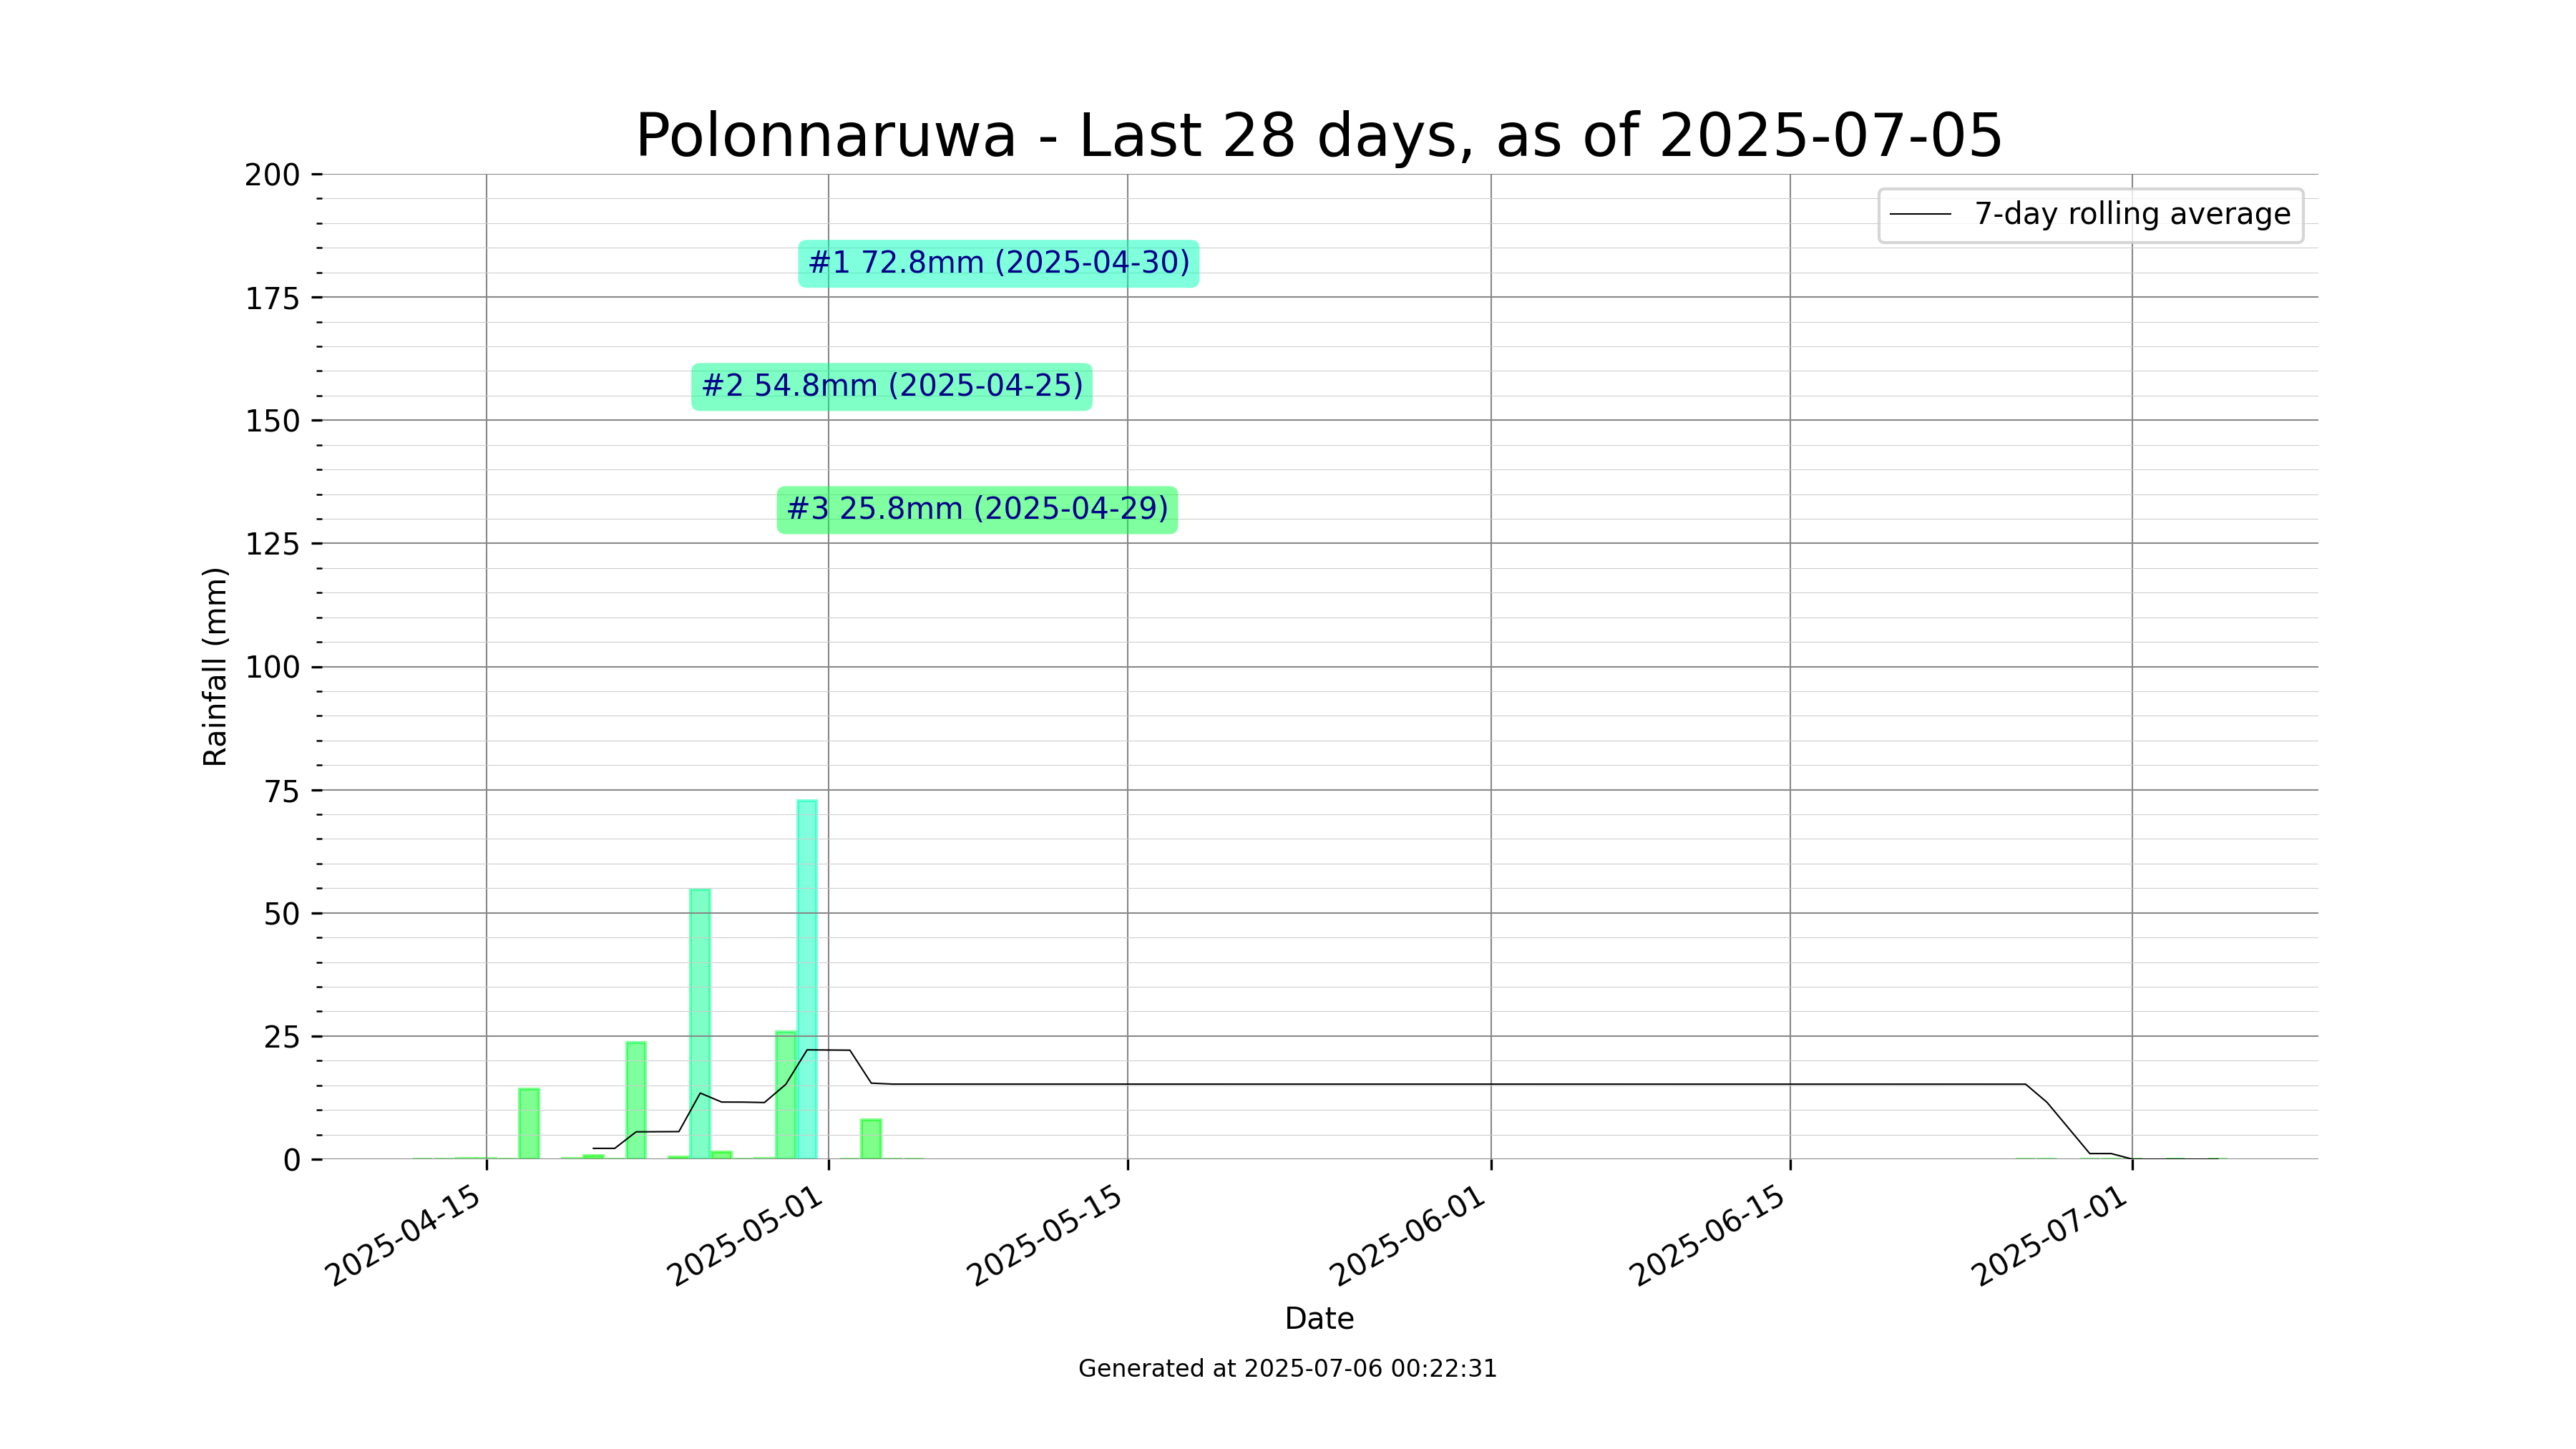 Polonnaruwa - Last 28 days, as of 2025-07-05
200
175
150
125
100
75
50
25
0
Rainfall (mm)
7-day rolling average
#1 72.8mm (2025-04-30)
#2 54.8mm (2025-04-25)
#3 25.8mm (2025-04-29)
2025-04-15
2025-05-01
2025-05-15
2025-06-01
2025-06-15
2025-07-01
Date
Generated at 2025-07-06 00:22:31